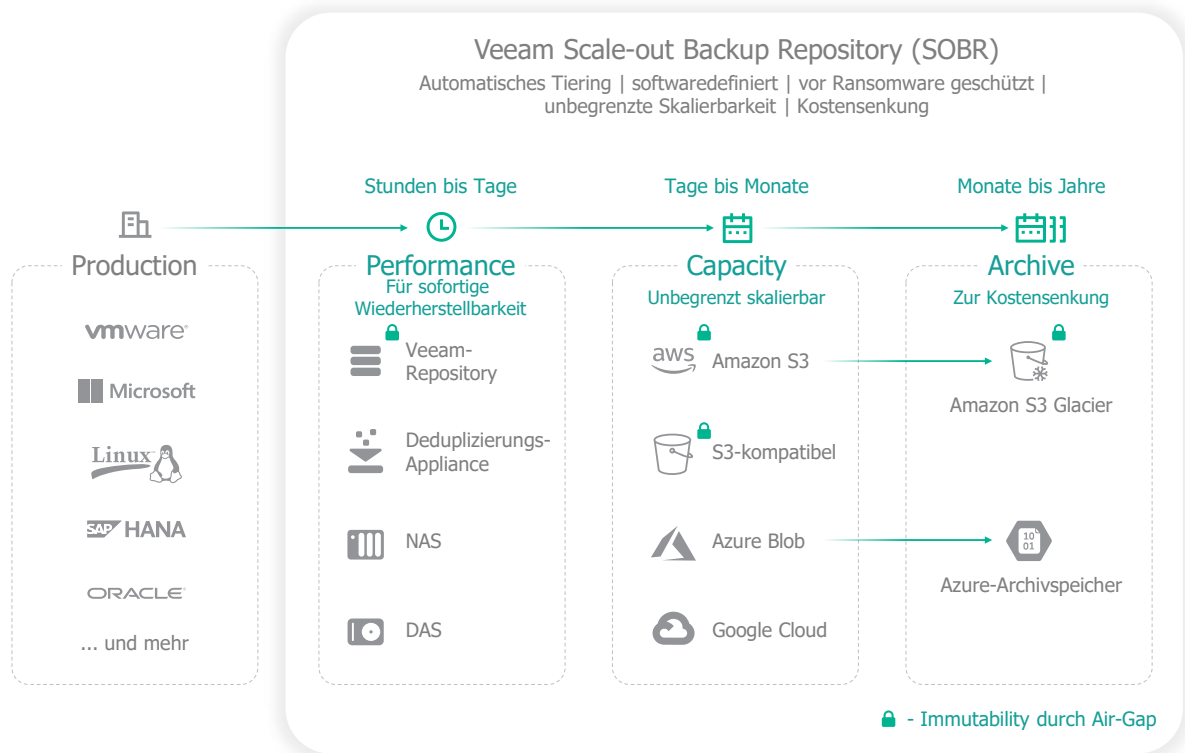 Veeam Scale-out Backup Repository (SOBR)
Automatisches Tiering | softwaredefiniert | vor Ransomware geschützt |
unbegrenzte Skalierbarkeit | Kostensenkung
Stunden bis Tage
Tage bis Monate
Monate bis Jahre
Production
vmware®
Microsoft
Linux
SAP HANA
ORACLE®
... und mehr
Performance
Für sofortige
Wiederherstellbarkeit
Veeam-
Repository
Deduplizierungs-
Appliance
NAS
DAS
Capacity
Unbegrenzt skalierbar
aws
Amazon S3
S3-kompatibel
Azure Blob
Google Cloud
Archive
Zur Kostensenkung
Amazon S3 Glacier
10
01
Azure-Archivspeicher
- Immutability durch Air-Gap